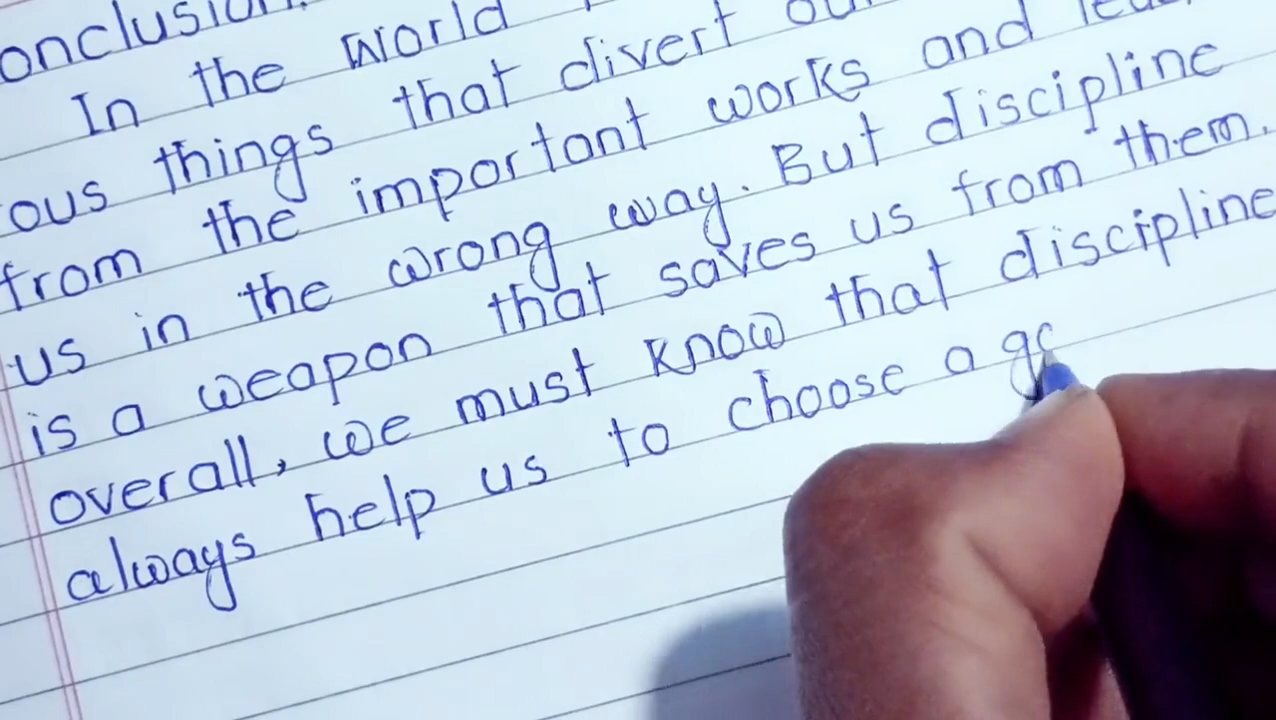 onclusion.
In the World
ous things that divert
from the important works and
us in the wrong way. But discipline
is a weapon that saves us from them.
overall, we must know that discipline
always help us to choose a